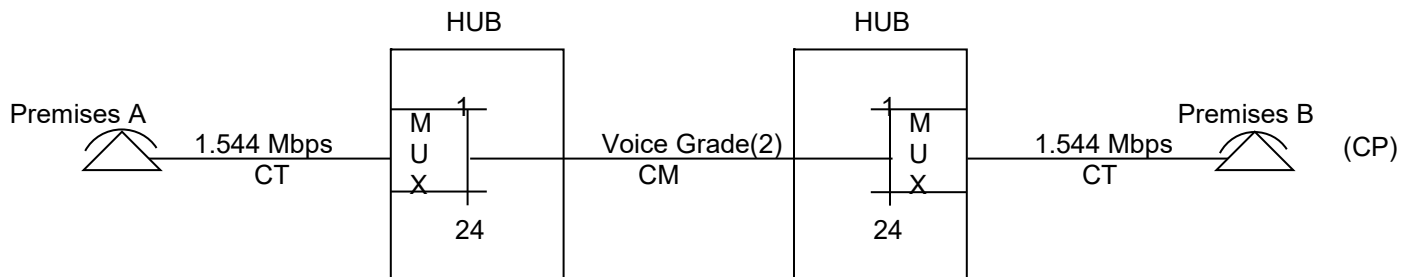 HUB HUB
Premises A 1 1 Premises B
M M
1.544 Mbps U Voice Grade(2) U 1.544 Mbps (CP)
CT X CM X CT
24 24